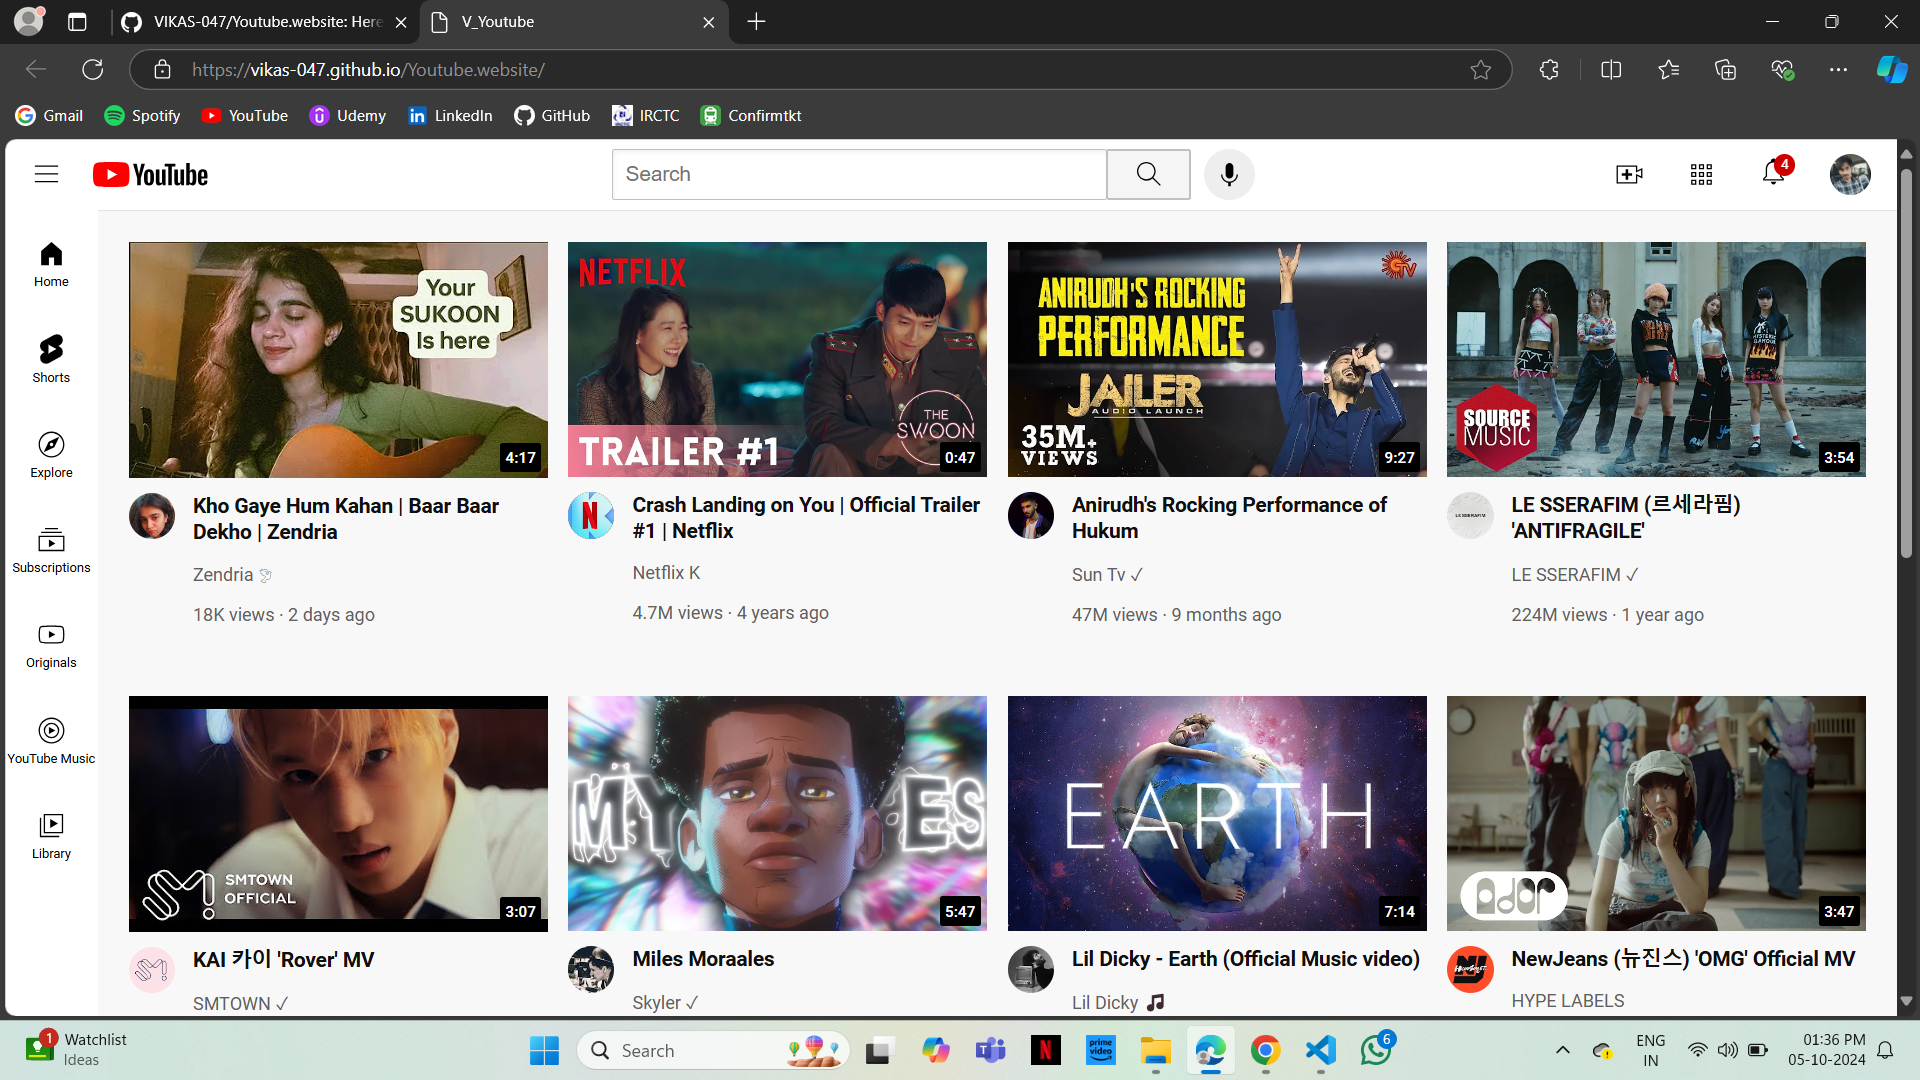 VIKAS-047/Youtube.website: Here
V_Youtube
https://vikas-047.github.io/Youtube.website/
Gmail
Spotify
YouTube
Udemy
LinkedIn
GitHub
IRCTC
Confirmtkt
YouTube
Search
4
Home
Shorts
Explore
Subscriptions
Originals
YouTube Music
Library
Your
SUKOON
Is here
4:17
NETFLIX
THE
SWOON
TRAILER #1
0:47
ANIRUDH'S ROCKING
PERFORMANCE
JAILER
AUDIO LAUNCH
35M+
VIEWS
9:27
SOURCE
MUSIC
3:54
Kho Gaye Hum Kahan | Baar Baar
Dekho | Zendria
Zendria
18K views · 2 days ago
Crash Landing on You | Official Trailer
#1 | Netflix
Netflix K
4.7M views · 4 years ago
Anirudh's Rocking Performance of
Hukum
Sun Tv ✓
47M views · 9 months ago
LE SSERAFIM
LE SSERAFIM (르세라핌)
'ANTIFRAGILE'
LE SSERAFIM ✓
224M views · 1 year ago
SMTOWN
OFFICIAL
3:07
MY
ES
5:47
EARTH
7:14
ador
3:47
KAI 카이 'Rover' MV
SMTOWN ✓
Miles Moraales
Skyler ✓
Lil Dicky - Earth (Official Music video)
Lil Dicky
NJ
NewJeans (뉴진스) 'OMG' Official MV
HYPE LABELS
1
Watchlist
Ideas
Search
prime
video
6
ENG
IN
01:36 PM
05-10-2024